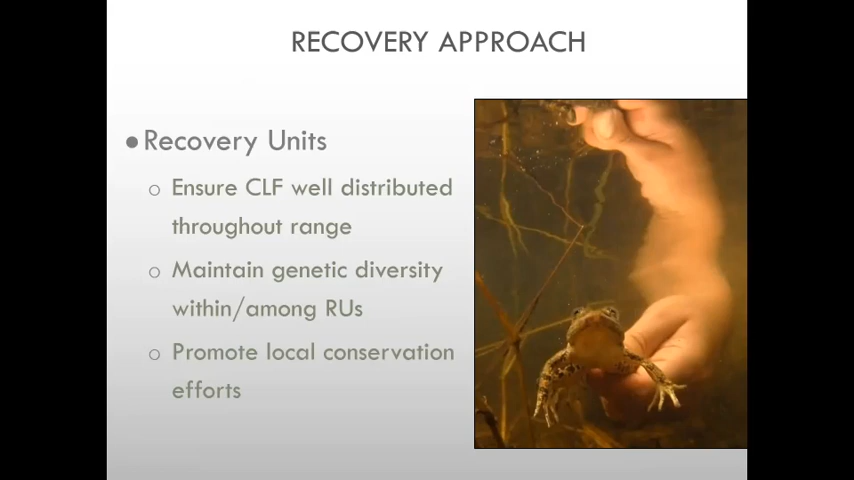 RECOVERY APPROACH
● Recovery Units
○ Ensure CLF well distributed
throughout range
○ Maintain genetic diversity
within/among RUs
○ Promote local conservation
efforts